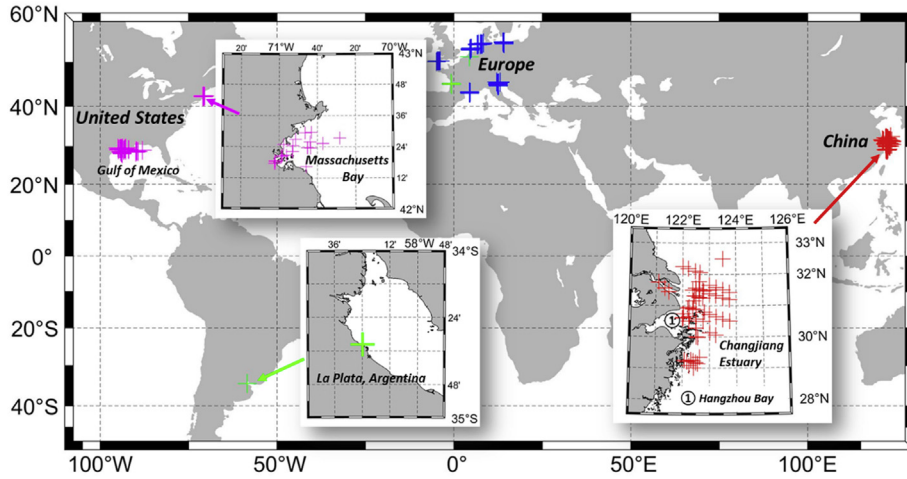 60°N
40°N
20°N
0°
20°S
40°S
100°W
50°W
0°
50°E
100°E
United States
Gulf of Mexico
Europe
China
20'
71°W
40'
20'
70°W
43°N
48'
36'
24'
12'
42°N
Massachusetts
Bay
36'
12'
58°W
48'
34°S
24'
48'
35°S
La Plata, Argentina
120°E
122°E
124°E
126°E
33°N
32°N
30°N
28°N
1
Changjiang
Estuary
1 Hangzhou Bay